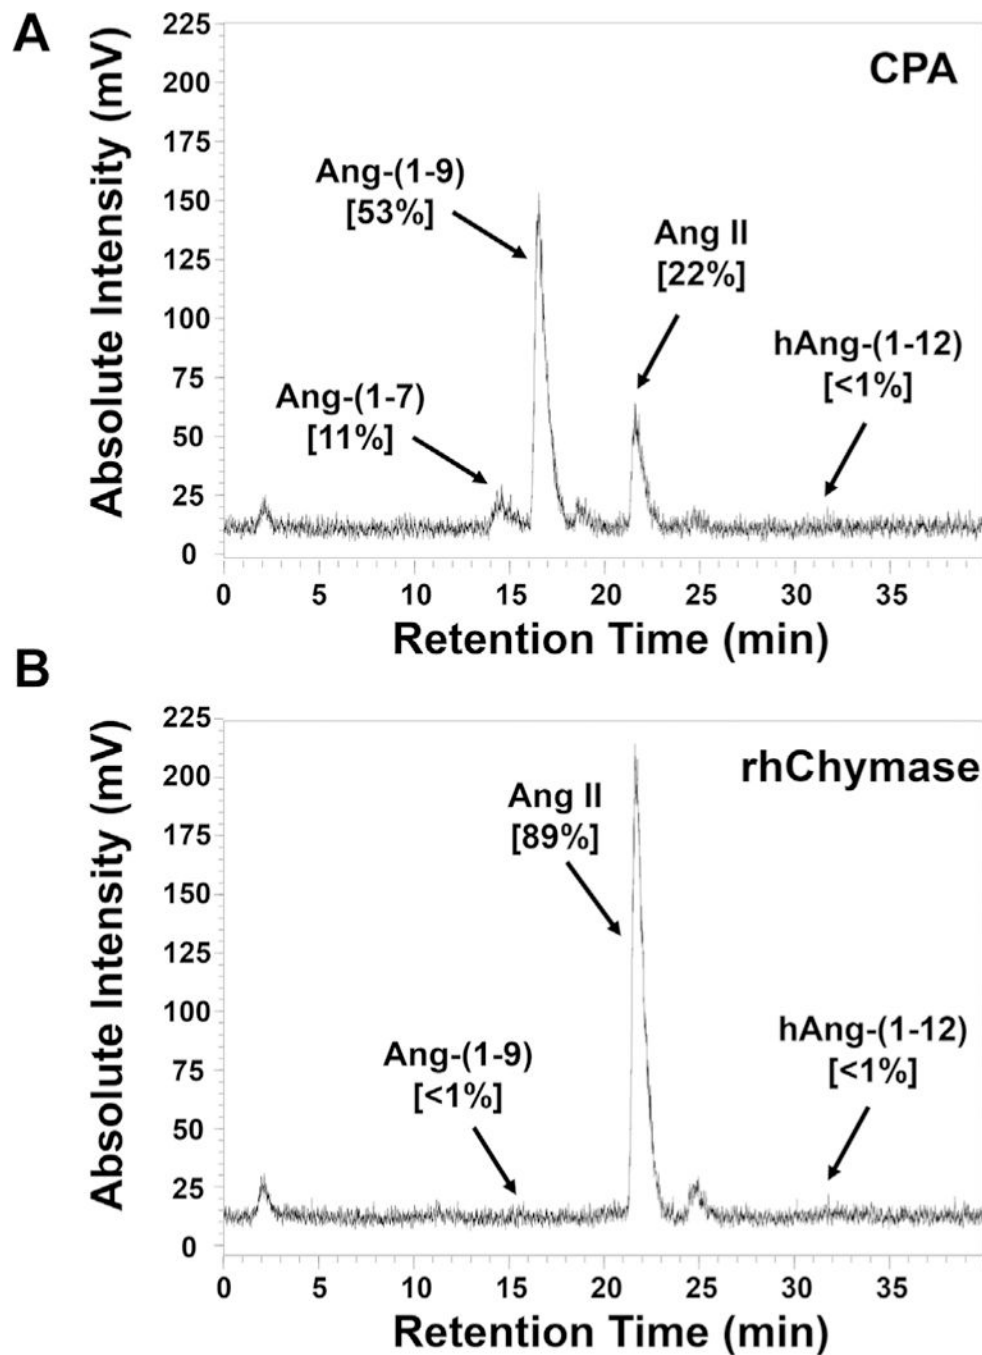 A
CPA
Absolute Intensity (mV)
225
200
175
150
125
100
75
50
25
0
Ang-(1-9)
[53%]
Ang II
[22%]
hAng-(1-12)
[<1%]
Ang-(1-7)
[11%]
0 5 10 15 20 25 30 35
Retention Time (min)
B
rhChymase
Absolute Intensity (mV)
225
200
175
150
125
100
75
50
25
0
Ang II
[89%]
Ang-(1-9)
[<1%]
hAng-(1-12)
[<1%]
0 5 10 15 20 25 30 35
Retention Time (min)